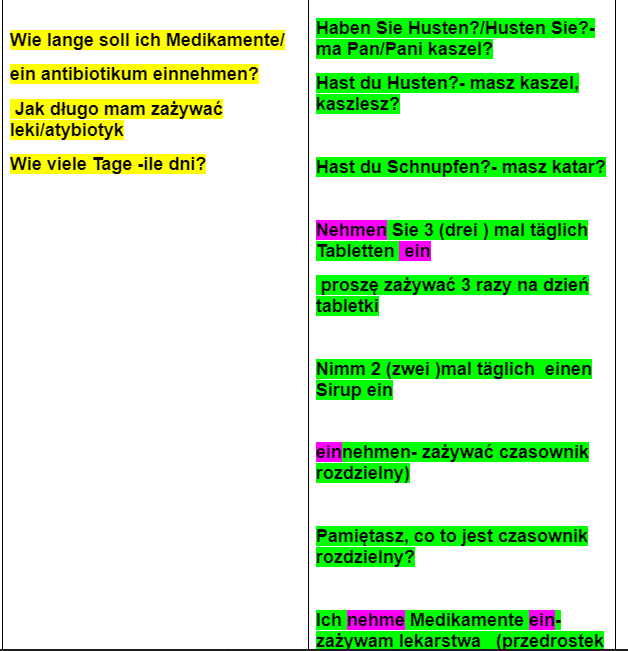 Wie lange soll ich Medikamente/
ein antibiotikum einnehmen?
Jak długo mam zażywać
leki/atybiotyk
Wie viele Tage -ile dni?
Haben Sie Husten?/Husten Sie?-
ma Pan/Pani kaszel?
Hast du Husten?- masz kaszel,
kaszlesz?
Hast du Schnupfen?- masz katar?
Nehmen Sie 3 (drei ) mal täglich
Tabletten  ein
proszę zażywać 3 razy na dzień
tabletki
Nimm 2 (zwei )mal täglich  einen
Sirup ein
einnehmen- zażywać czasownik
rozdzielny)
Pamiętasz, co to jest czasownik
rozdzielny?
Ich nehme Medikamente ein-
zażywam lekarstwa   (przedrostek